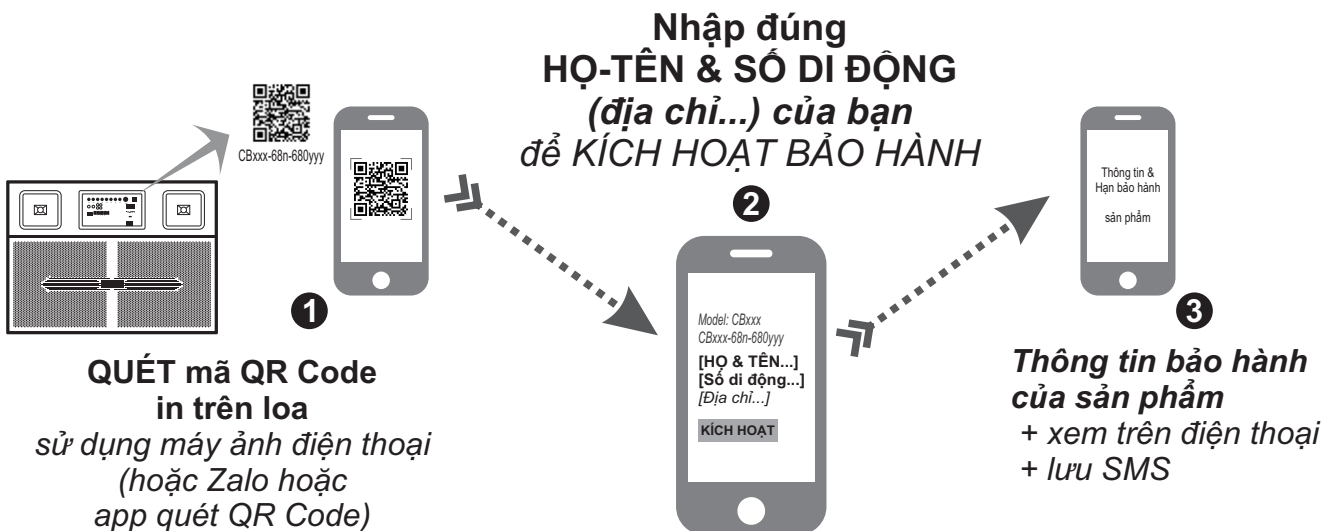 CBxxx-68n-680yyy
1
QUÉT mã QR Code
in trên loa
sử dụng máy ảnh điện thoại
(hoặc Zalo hoặc
app quét QR Code)
Nhập đúng
HỌ-TÊN & SỐ DI ĐỘNG
(địa chỉ...) của bạn
để KÍCH HOẠT BẢO HÀNH
2
Model: CBxxx
CBxxx-68n-680yyy
[HỌ & TÊN...]
[Số di động...]
[Địa chỉ...]
KÍCH HOẠT
Thông tin &
Hạn bảo hành
sản phẩm
3
Thông tin bảo hành
của sản phẩm
+ xem trên điện thoại
+ lưu SMS